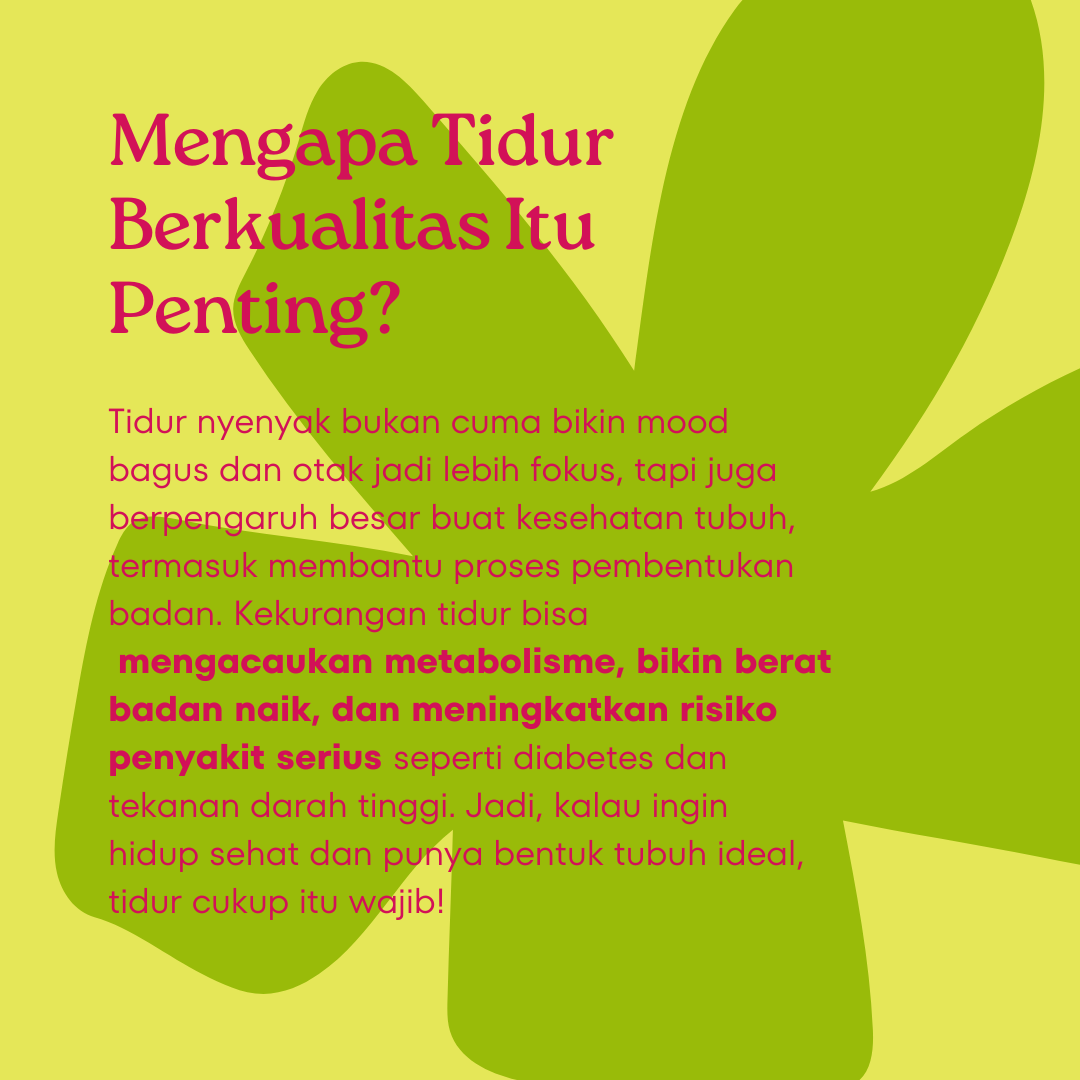 Mengapa Tidur
Berkualitas Itu
Penting?
Tidur nyenyak bukan cuma bikin mood
bagus dan otak jadi lebih fokus, tapi juga
berpengaruh besar buat kesehatan tubuh,
termasuk membantu proses pembentukan
badan. Kekurangan tidur bisa
mengacaukan metabolisme, bikin berat
badan naik, dan meningkatkan risiko
penyakit serius seperti diabetes dan
tekanan darah tinggi. Jadi, kalau ingin
hidup sehat dan punya bentuk tubuh ideal,
tidur cukup itu wajib!